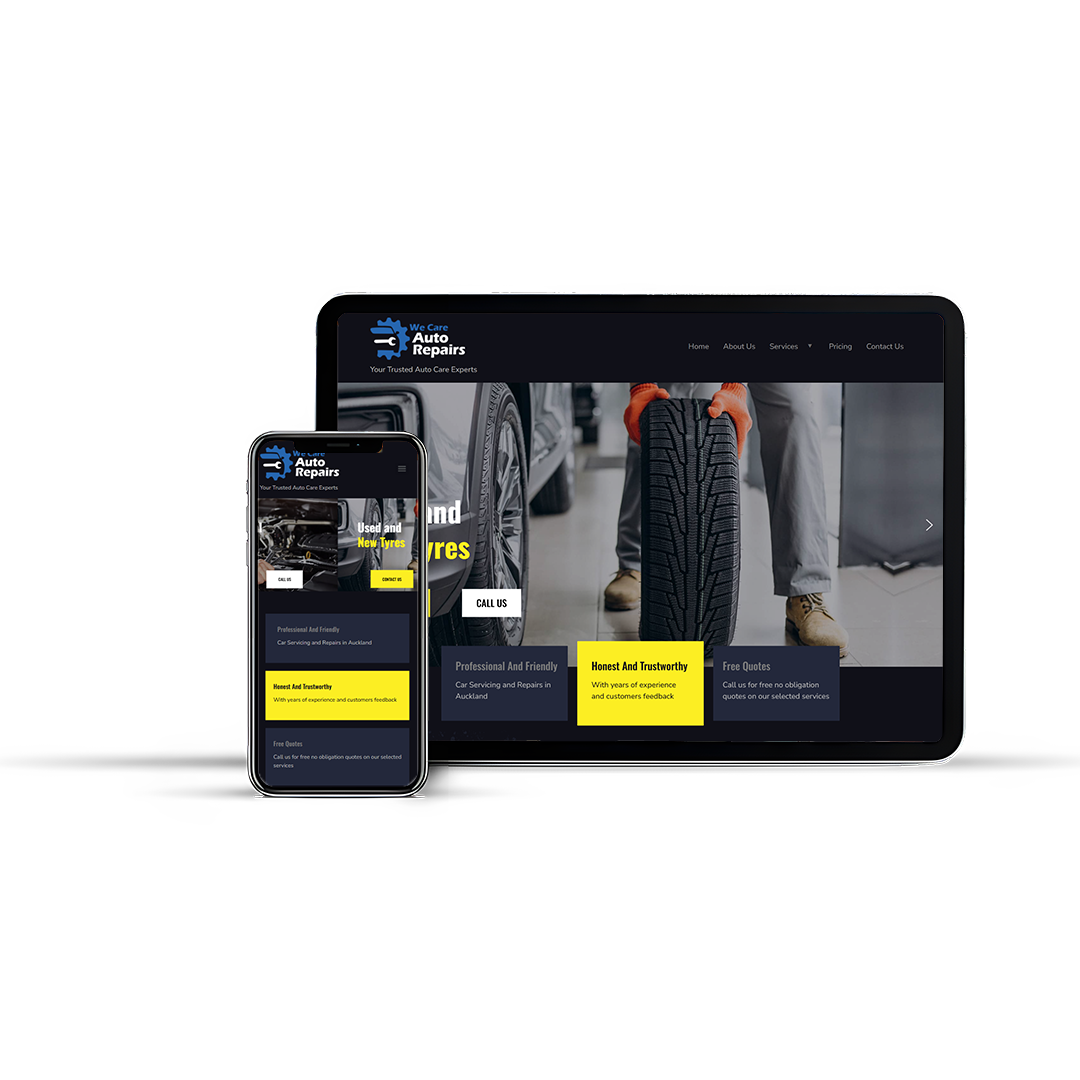 We Care
Auto
Repairs
Your Trusted Auto Care Experts
Home About Us Services ▼ Pricing Contact Us
and
yres
CALL US
Professional And Friendly
Car Servicing and Repairs in
Auckland
Honest And Trustworthy
With years of experience
and customers feedback
Free Quotes
Call us for free no obligation
quotes on our selected services
We Care
Auto
Repairs
Your Trusted Auto Care Experts
Used and
New Tyres
CALL US
CONTACT US
Professional And Friendly
Car Servicing and Repairs in Auckland
Honest And Trustworthy
With years of experience and customers feedback
Free Quotes
Call us for free no obligation quotes on our selected
services